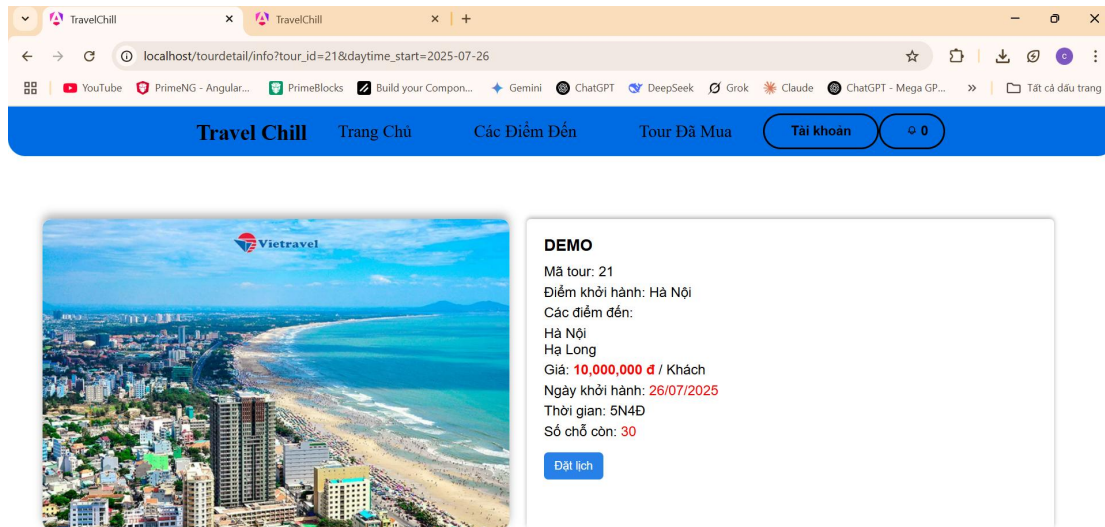 TravelChill
TravelChill
localhost/tourdetail/info?tour_id=21&daytime_start=2025-07-26
YouTube PrimeNG - Angular... PrimeBlocks Build your Compon... Gemini ChatGPT DeepSeek Grok Claude ChatGPT - Mega GP... Tất cả dấu trang
Travel Chill Trang Chủ Các Điểm Đến Tour Đã Mua Tài khoản 0
Vietravel
DEMO
Mã tour: 21
Điểm khởi hành: Hà Nội
Các điểm đến:
Hà Nội
Hạ Long
Giá: 10,000,000 đ / Khách
Ngày khởi hành: 26/07/2025
Thời gian: 5N4Đ
Số chỗ còn: 30
Đặt lịch